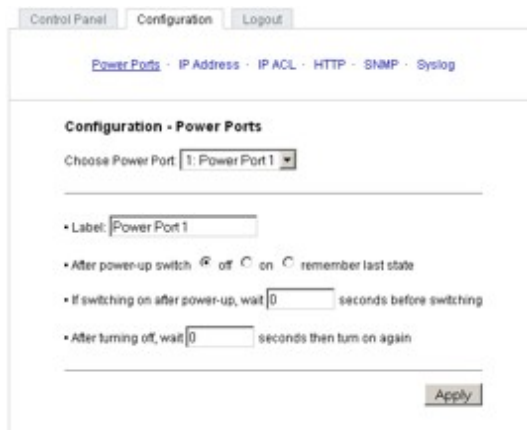 Control Panel Configuration Logout
Power Ports · IP Address · IP ACL · HTTP · SNMP · Syslog
Configuration - Power Ports
Choose Power Port: 1: Power Port 1
• Label: Power Port 1
• After power-up switch off on remember last state
• If switching on after power-up, wait 0 seconds before switching
• After turning off, wait 0 seconds then turn on again
Apply